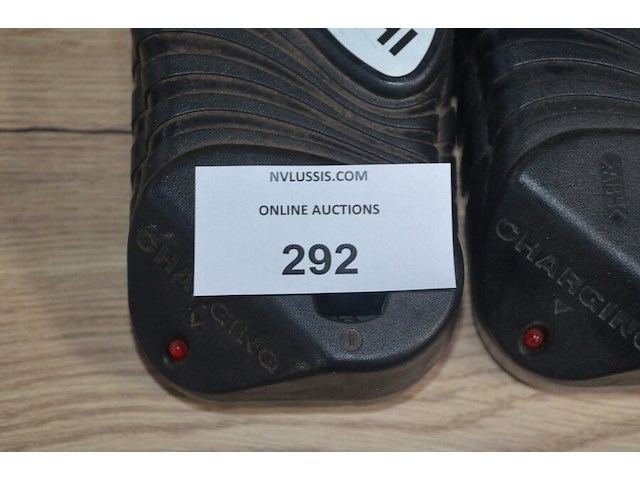 NVLUSSIS.COM
ONLINE AUCTIONS
292
CHARGING
CHARGING